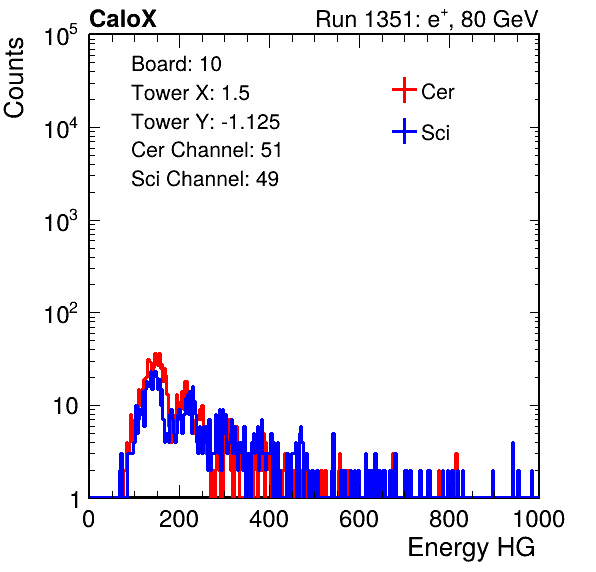 CaloX Run 1351: e+, 80 GeV
Counts
Board: 10
Tower X: 1.5
Tower Y: -1.125
Cer Channel: 51
Sci Channel: 49
Cer
Sci
10^5
10^4
10^3
10^2
10
1
0 200 400 600 800 1000
Energy HG